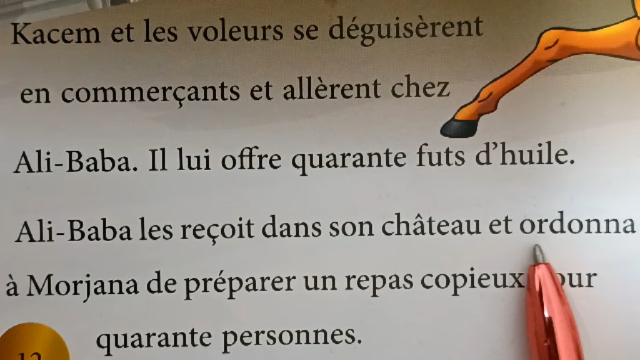 Kacem et les voleurs se déguisèrent
en commerçants et allèrent chez
Ali-Baba. Il lui offre quarante futs d'huile.
Ali-Baba les reçoit dans son château et ordonna
à Morjana de préparer un repas copieux
quarante personnes.
12